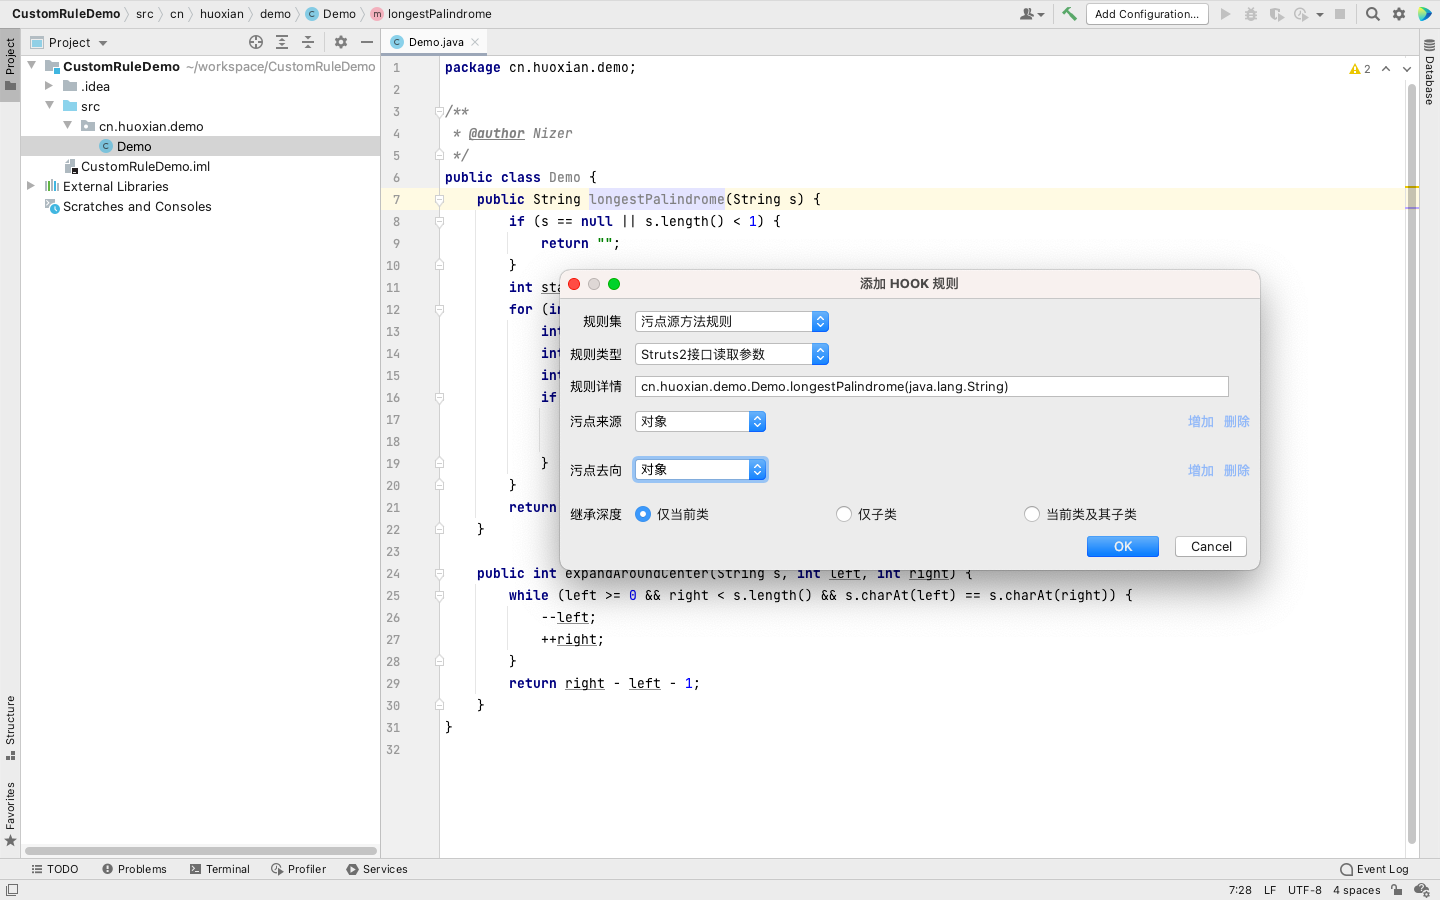 CustomRuleDemo src cn huoxian demo Demo longestPalindrome
Add Configuration...
Project
Demo.java
Project
CustomRuleDemo ~/workspace/CustomRuleDemo
.idea
src
cn.huoxian.demo
Demo
CustomRuleDemo.iml
External Libraries
Scratches and Consoles
Structure
Favorites
2
Database
1 package cn.huoxian.demo;
2
3 /**
4 * @author Nizer
5 */
6 public class Demo {
7 public String longestPalindrome(String s) {
8 if (s == null || s.length() < 1) {
9 return "";
10 }
11 int sta
12 for (in
13 int
14 int
15 int
16 if
17
18
19 }
20 }
21 return
22 }
23
24 public int expandAroundCenter(String s, int left, int right) {
25 while (left >= 0 && right < s.length() && s.charAt(left) == s.charAt(right)) {
26 --left;
27 ++right;
28 }
29 return right - left - 1;
30 }
31 }
32
添加 HOOK 规则
规则集 污点源方法规则
规则类型 Struts2接口读取参数
规则详情 cn.huoxian.demo.Demo.longestPalindrome(java.lang.String)
污点来源 对象 增加 删除
污点去向 对象 增加 删除
继承深度 仅当前类 仅子类 当前类及其子类
OK Cancel
TODO Problems Terminal Profiler Services Event Log
7:28 LF UTF-8 4 spaces